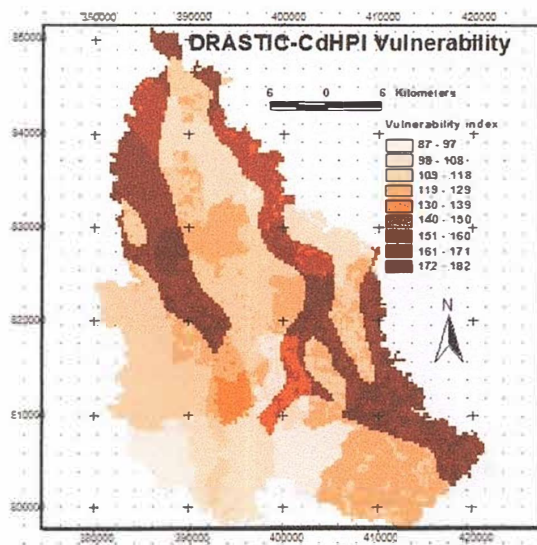 380000 390000 400000 410000 420000
DRASTIC-CdHPI Vulnerability
6 0 6 Kilometers
Vulnerability index
87 - 97
98 - 108
109 - 118
119 - 129
130 - 139
140 - 150
151 - 160
161 - 171
172 - 182
N
850000
840000
830000
820000
810000
800000
380000 390000 400000 410000 420000